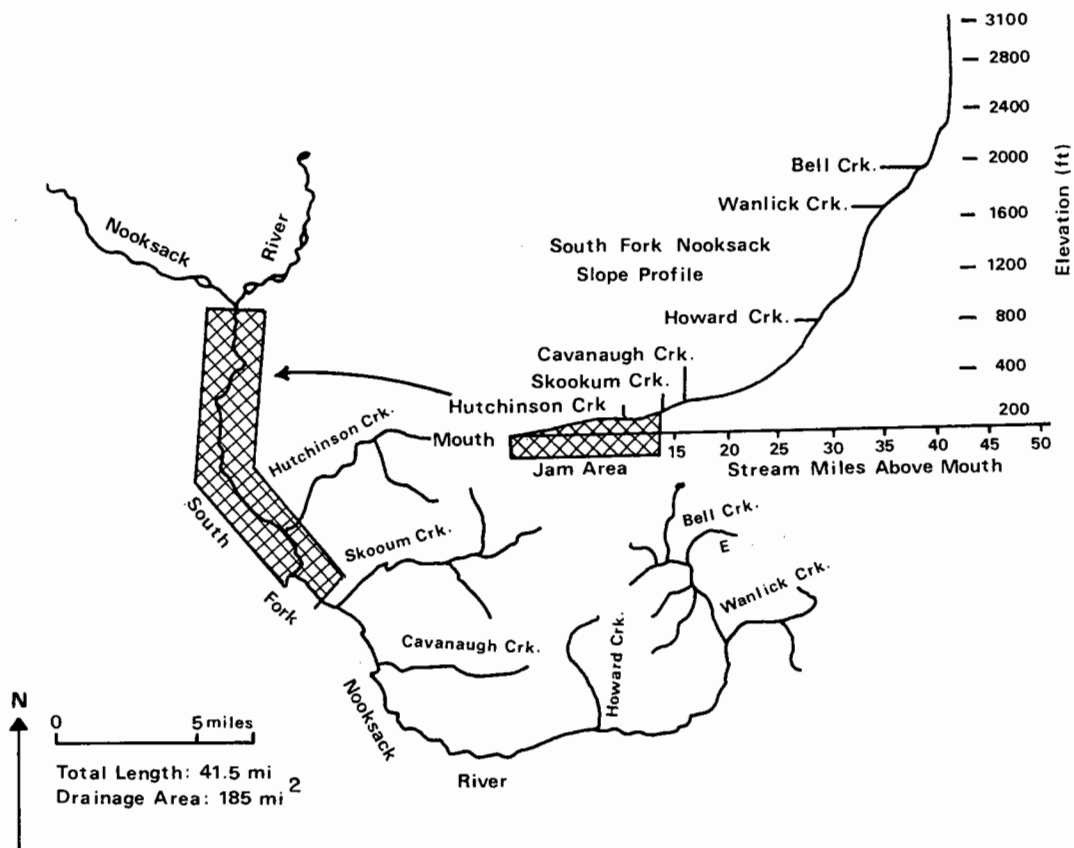 3100
2800
2400
2000
1600
1200
800
400
200
Elevation (ft)
Bell Crk.
Wanlick Crk.
South Fork Nooksack
Slope Profile
Howard Crk.
Cavanaugh Crk.
Skookum Crk.
Hutchinson Crk
Mouth
Jam Area
15 20 25 30 35 40 45 50
Stream Miles Above Mouth
Nooksack
River
Hutchinson Crk.
South
Fork
Skooum Crk.
Cavanaugh Crk.
Nooksack
River
Howard Crk.
Bell Crk.
E
Wanlick Crk.
N
0 5 miles
Total Length: 41.5 mi
Drainage Area: 185 mi 2